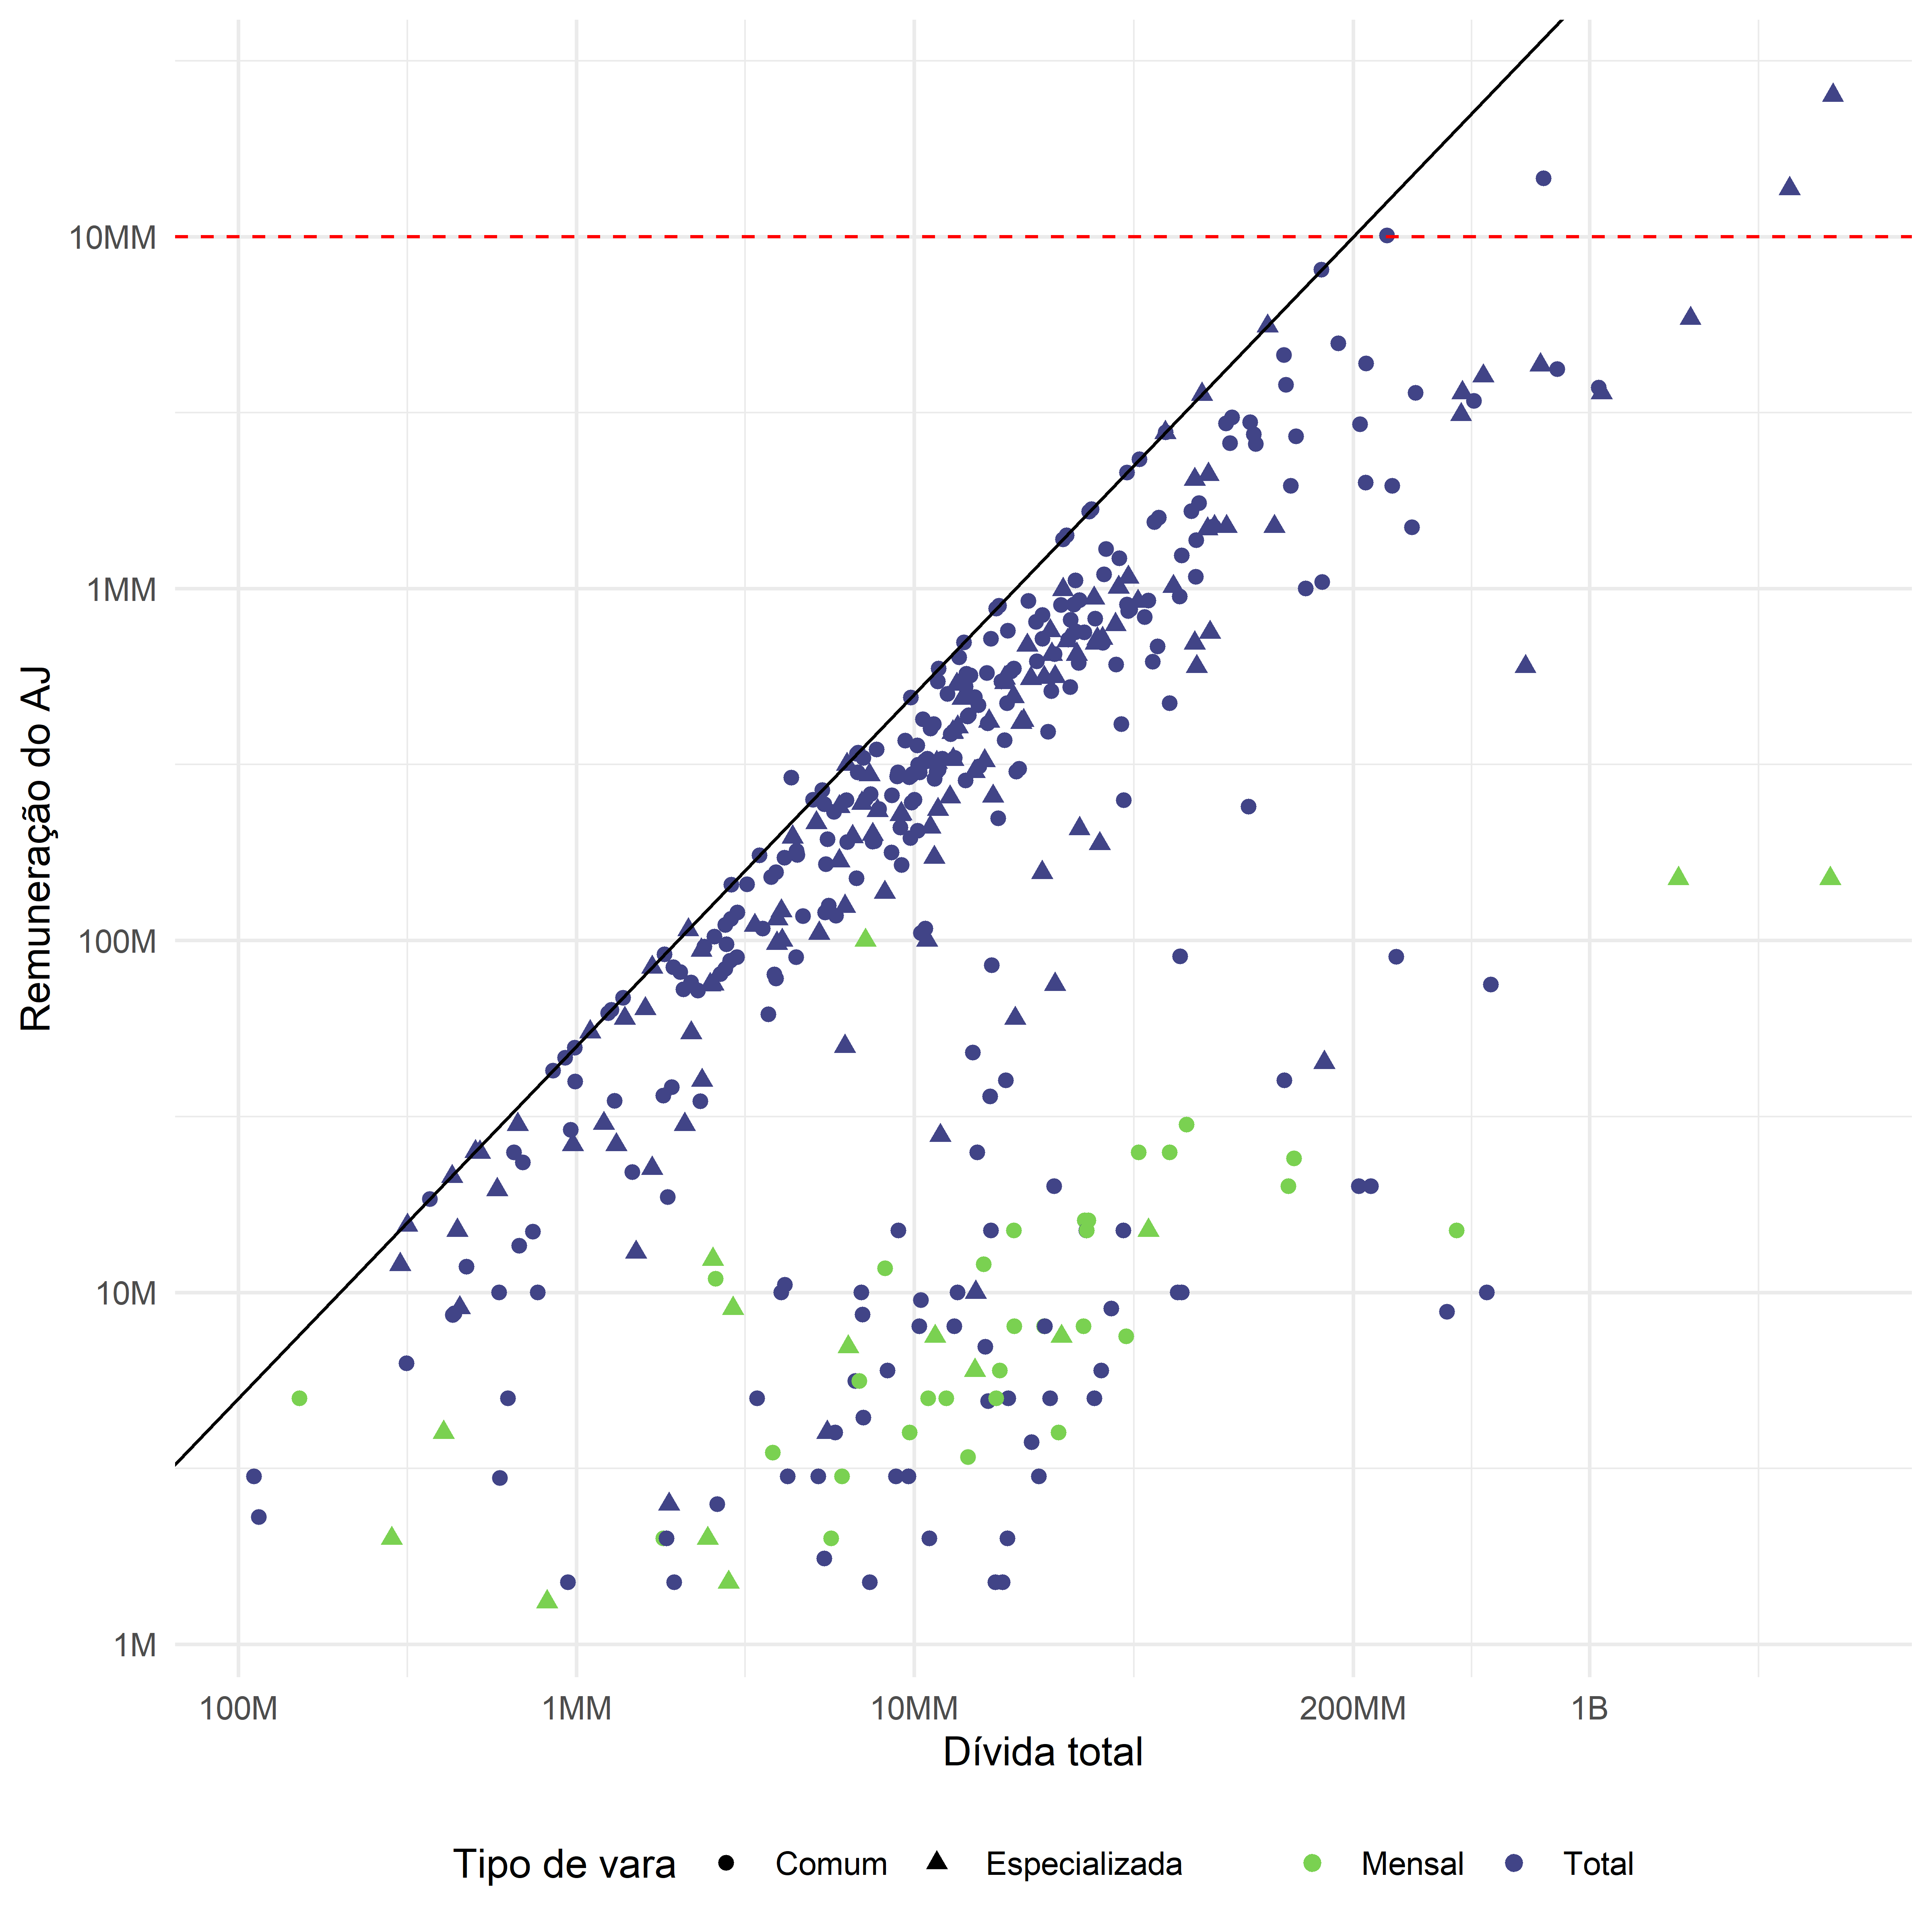 Remuneração do AJ
10MM
1MM
100M
10M
1M
100M 1MM 10MM 200MM 1B
Dívida total
Tipo de vara Comum Especializada Mensal Total